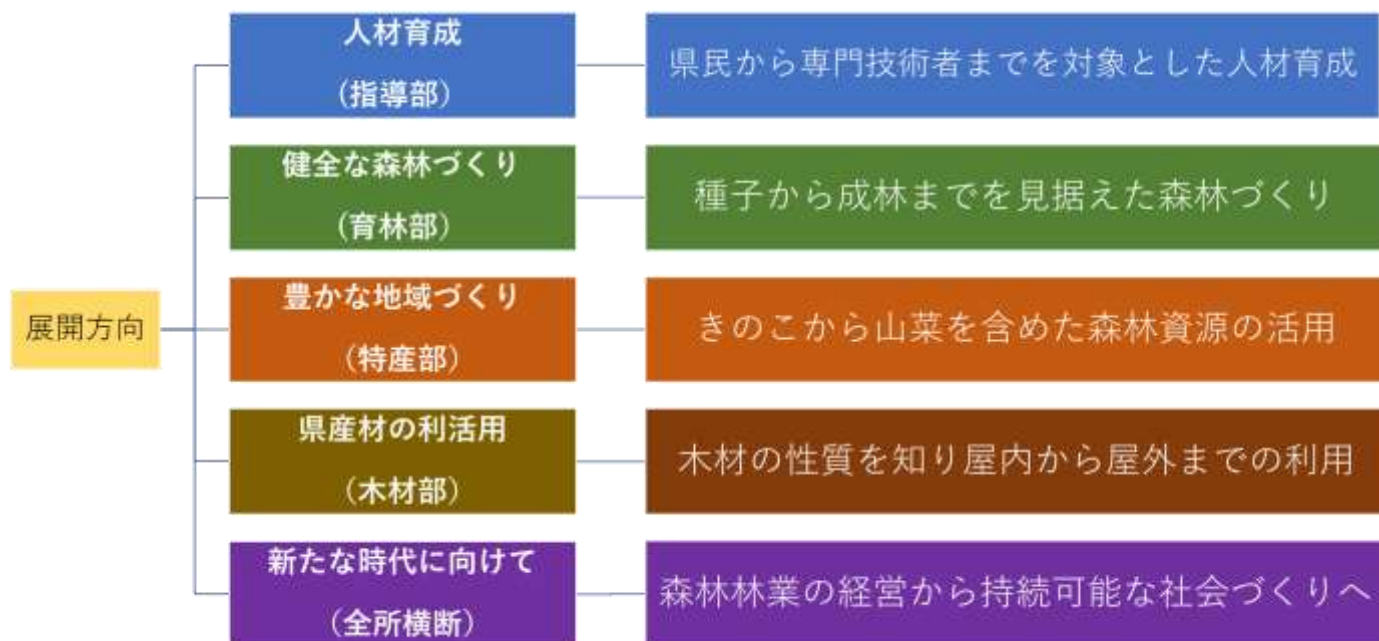 展開方向
人材育成
(指導部)
県民から専門技術者までを対象とした人材育成
健全な森林づくり
(育林部)
種子から成林までを見据えた森林づくり
豊かな地域づくり
(特産部)
きのこから山菜を含めた森林資源の活用
県産材の利活用
(木材部)
木材の性質を知り屋内から屋外までの利用
新たな時代に向けて
(全所横断)
森林林業の経営から持続可能な社会づくりへ